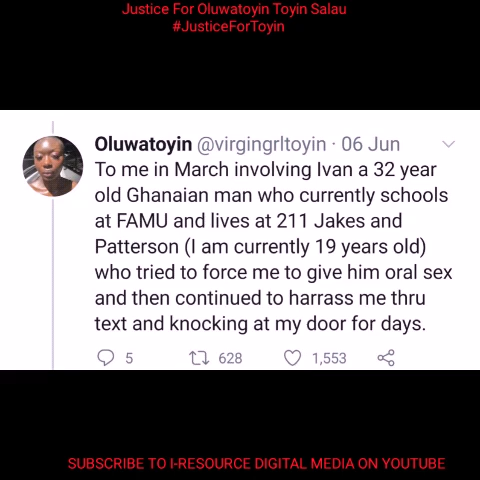 Justice For Oluwatoyin Toyin Salau
#JusticeForToyin
Oluwatoyin @virgingrltoyin · 06 Jun
To me in March involving Ivan a 32 year
old Ghanaian man who currently schools
at FAMU and lives at 211 Jakes and
Patterson (I am currently 19 years old)
who tried to force me to give him oral sex
and then continued to harrass me thru
text and knocking at my door for days.
5 628 1,553
SUBSCRIBE TO I-RESOURCE DIGITAL MEDIA ON YOUTUBE